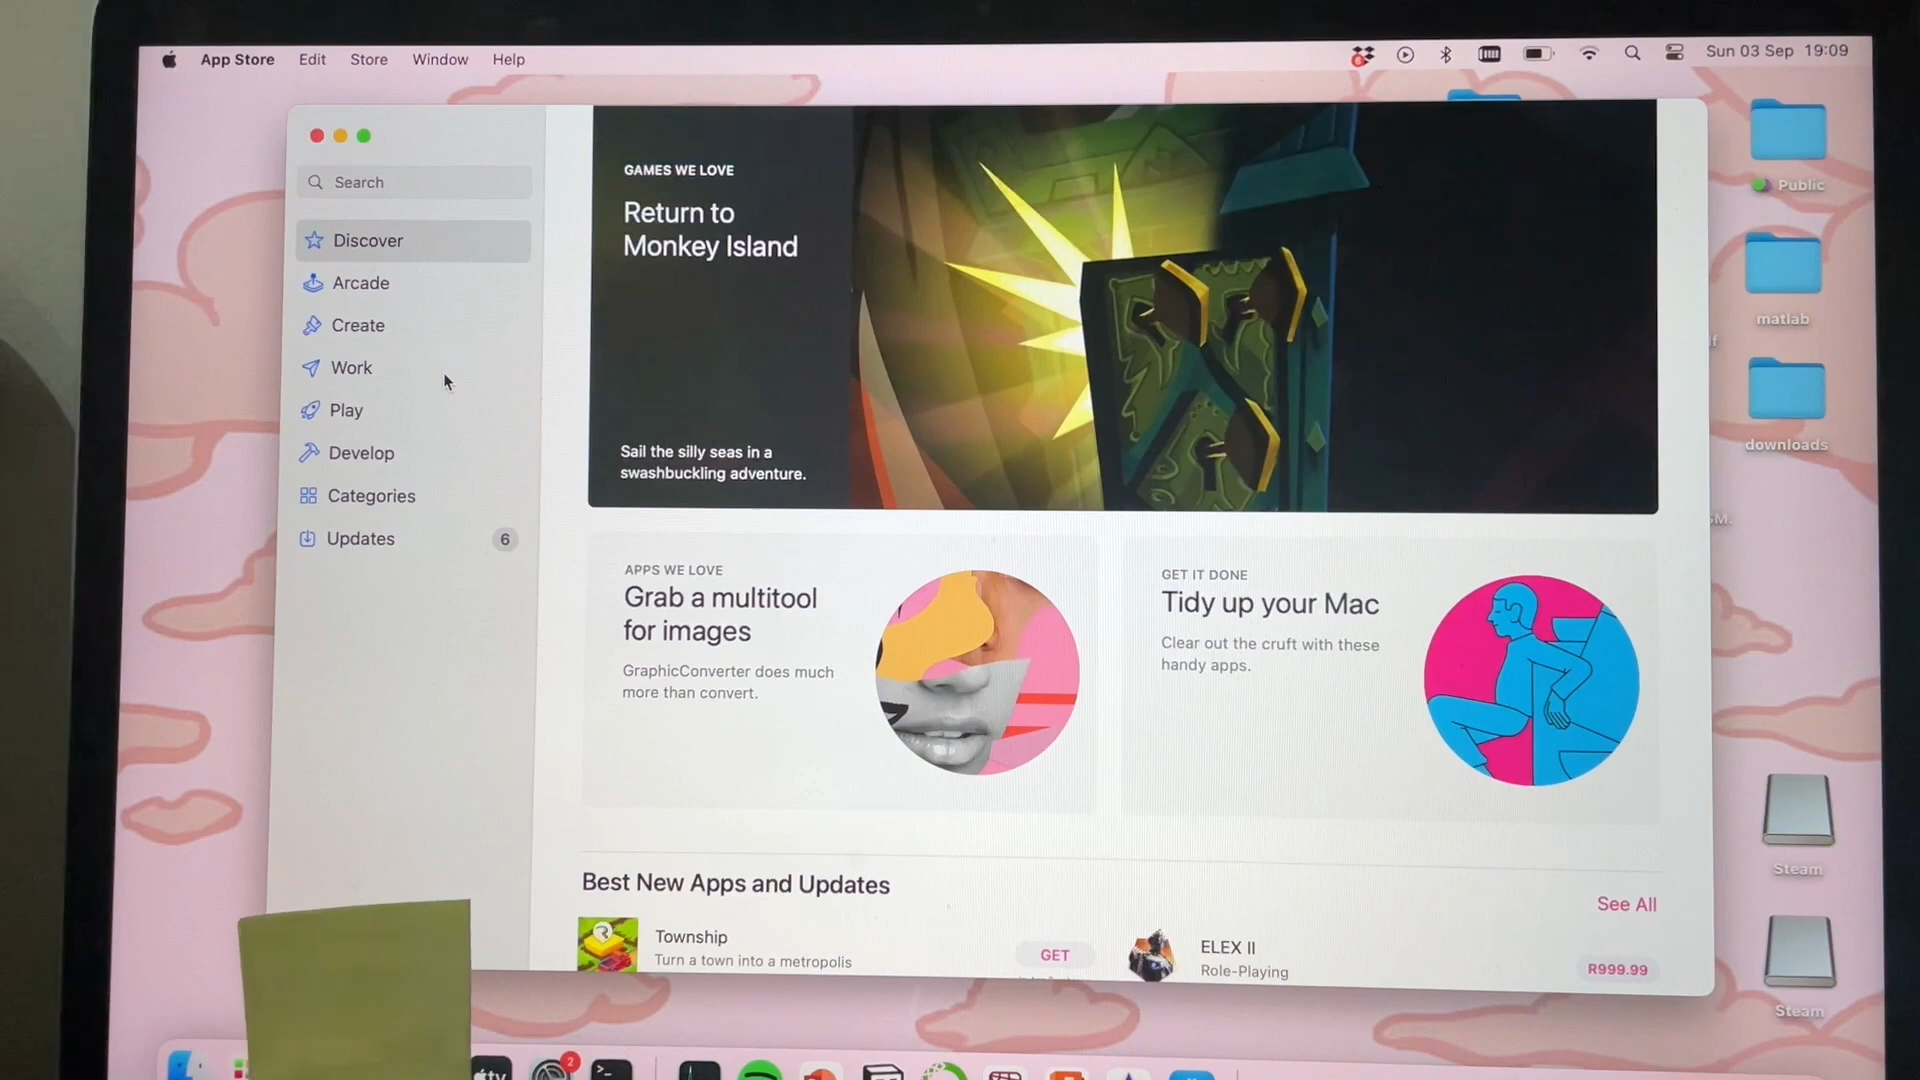 App Store Edit Store Window Help
Sun 03 Sep 19:09
Search
Discover
Arcade
Create
Work
Play
Develop
Categories
Updates 6
GAMES WE LOVE
Return to
Monkey Island
Sail the silly seas in a
swashbuckling adventure.
APPS WE LOVE
Grab a multitool
for images
GraphicConverter does much
more than convert.
GET IT DONE
Tidy up your Mac
Clear out the cruft with these
handy apps.
Best New Apps and Updates
See All
Township
Turn a town into a metropolis
GET
ELEX II
Role-Playing
R999.99
Public
matlab
downloads
Steam
Steam
tv
2